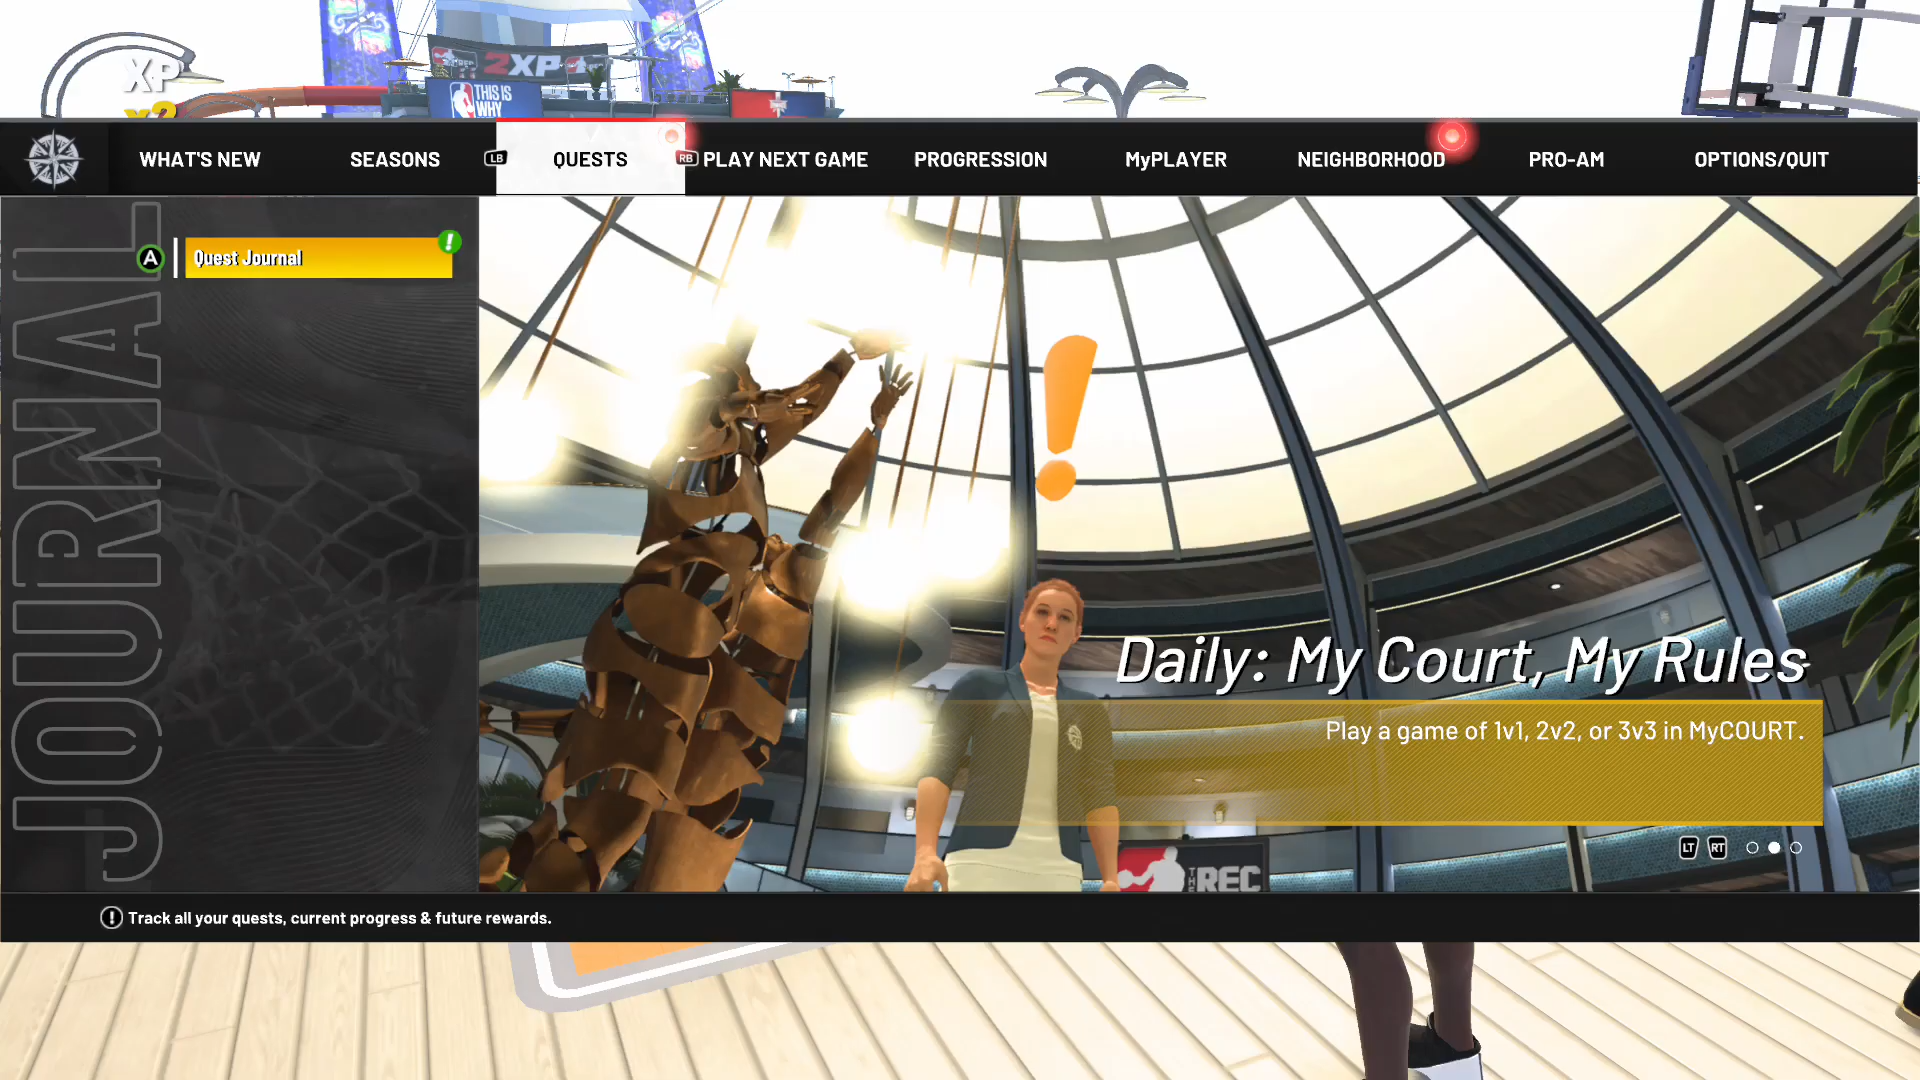 XP
x2
2XP
THIS IS
WHY
WHAT'S NEW
SEASONS
LB
QUESTS
RB
PLAY NEXT GAME
PROGRESSION
MyPLAYER
NEIGHBORHOOD
PRO-AM
OPTIONS/QUIT
JOURNAL
A
Quest Journal
!
Daily: My Court, My Rules
Play a game of 1v1, 2v2, or 3v3 in MyCOURT.
LT RT
THE REC
Track all your quests, current progress & future rewards.